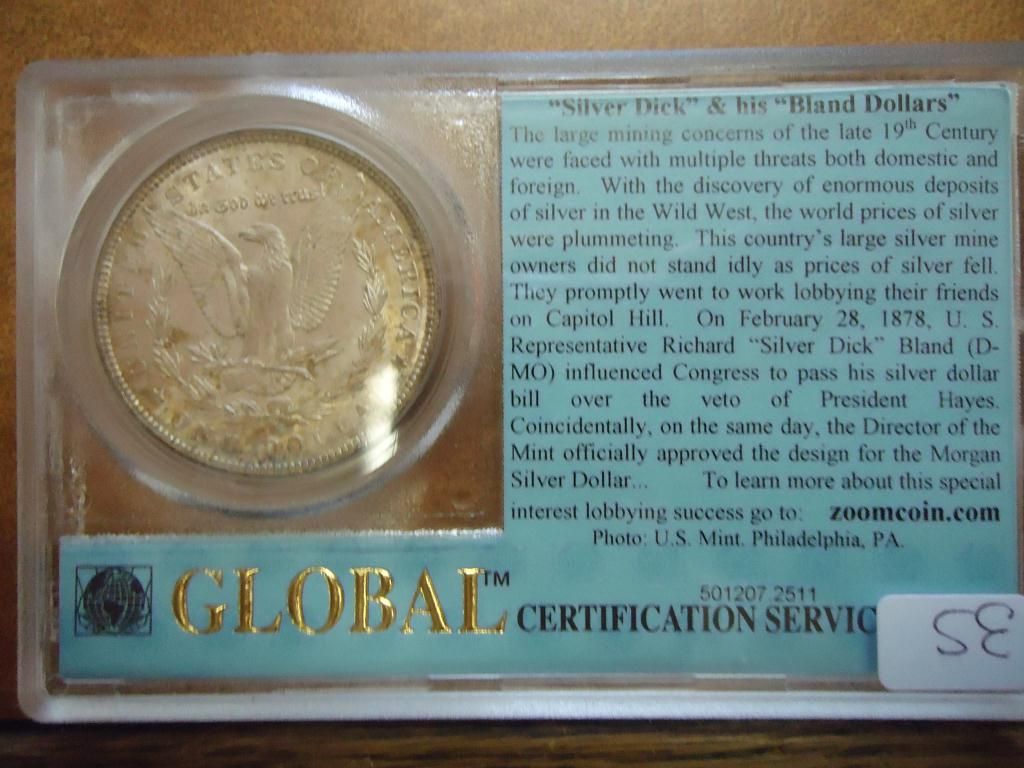 UNITED STATES OF AMERICA
In God We Trust
"Silver Dick" & his "Bland Dollars"
The large mining concerns of the late 19th Century
were faced with multiple threats both domestic and
foreign. With the discovery of enormous deposits
of silver in the Wild West, the world prices of silver
were plummeting. This country's large silver mine
owners did not stand idly as prices of silver fell.
They promptly went to work lobbying their friends
on Capitol Hill. On February 28, 1878, U. S.
Representative Richard "Silver Dick" Bland (D-
MO) influenced Congress to pass his silver dollar
bill over the veto of President Hayes.
Coincidentally, on the same day, the Director of the
Mint officially approved the design for the Morgan
Silver Dollar... To learn more about this special
interest lobbying success go to: zoomcoin.com
Photo: U.S. Mint. Philadelphia, PA.
501207 2511
GLOBAL™ CERTIFICATION SERVIC
35